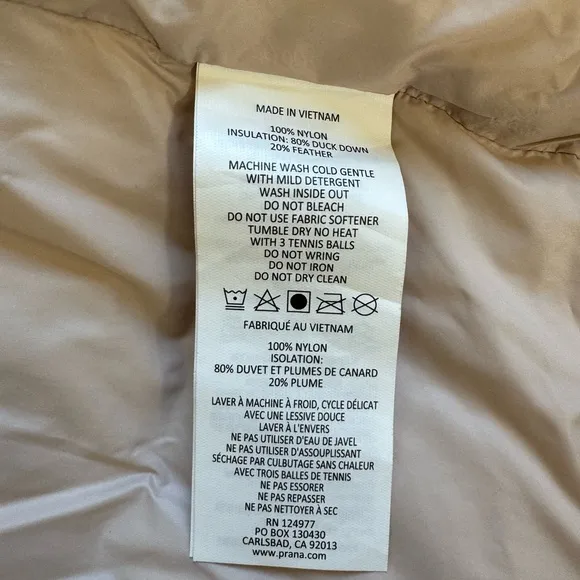 MADE IN VIETNAM
100% NYLON
INSULATION: 80% DUCK DOWN
20% FEATHER
MACHINE WASH COLD GENTLE
WITH MILD DETERGENT
WASH INSIDE OUT
DO NOT BLEACH
DO NOT USE FABRIC SOFTENER
TUMBLE DRY NO HEAT
WITH 3 TENNIS BALLS
DO NOT WRING
DO NOT IRON
DO NOT DRY CLEAN
FABRIQUÉ AU VIETNAM
100% NYLON
ISOLATION:
80% DUVET ET PLUMES DE CANARD
20% PLUME
LAVER À MACHINE À FROID, CYCLE DÉLICAT
AVEC UNE LESSIVE DOUCE
LAVER À L'ENVERS
NE PAS UTILISER D'EAU DE JAVEL
NE PAS UTILISER D'ASSOUPLISSANT
SÉCHAGE PAR CULBUTAGE SANS CHALEUR
AVEC TROIS BALLES DE TENNIS
NE PAS ESSORER
NE PAS REPASSER
NE PAS NETTOYER À SEC
RN 124977
PO BOX 130430
CARLSBAD, CA 92013
www.prana.com